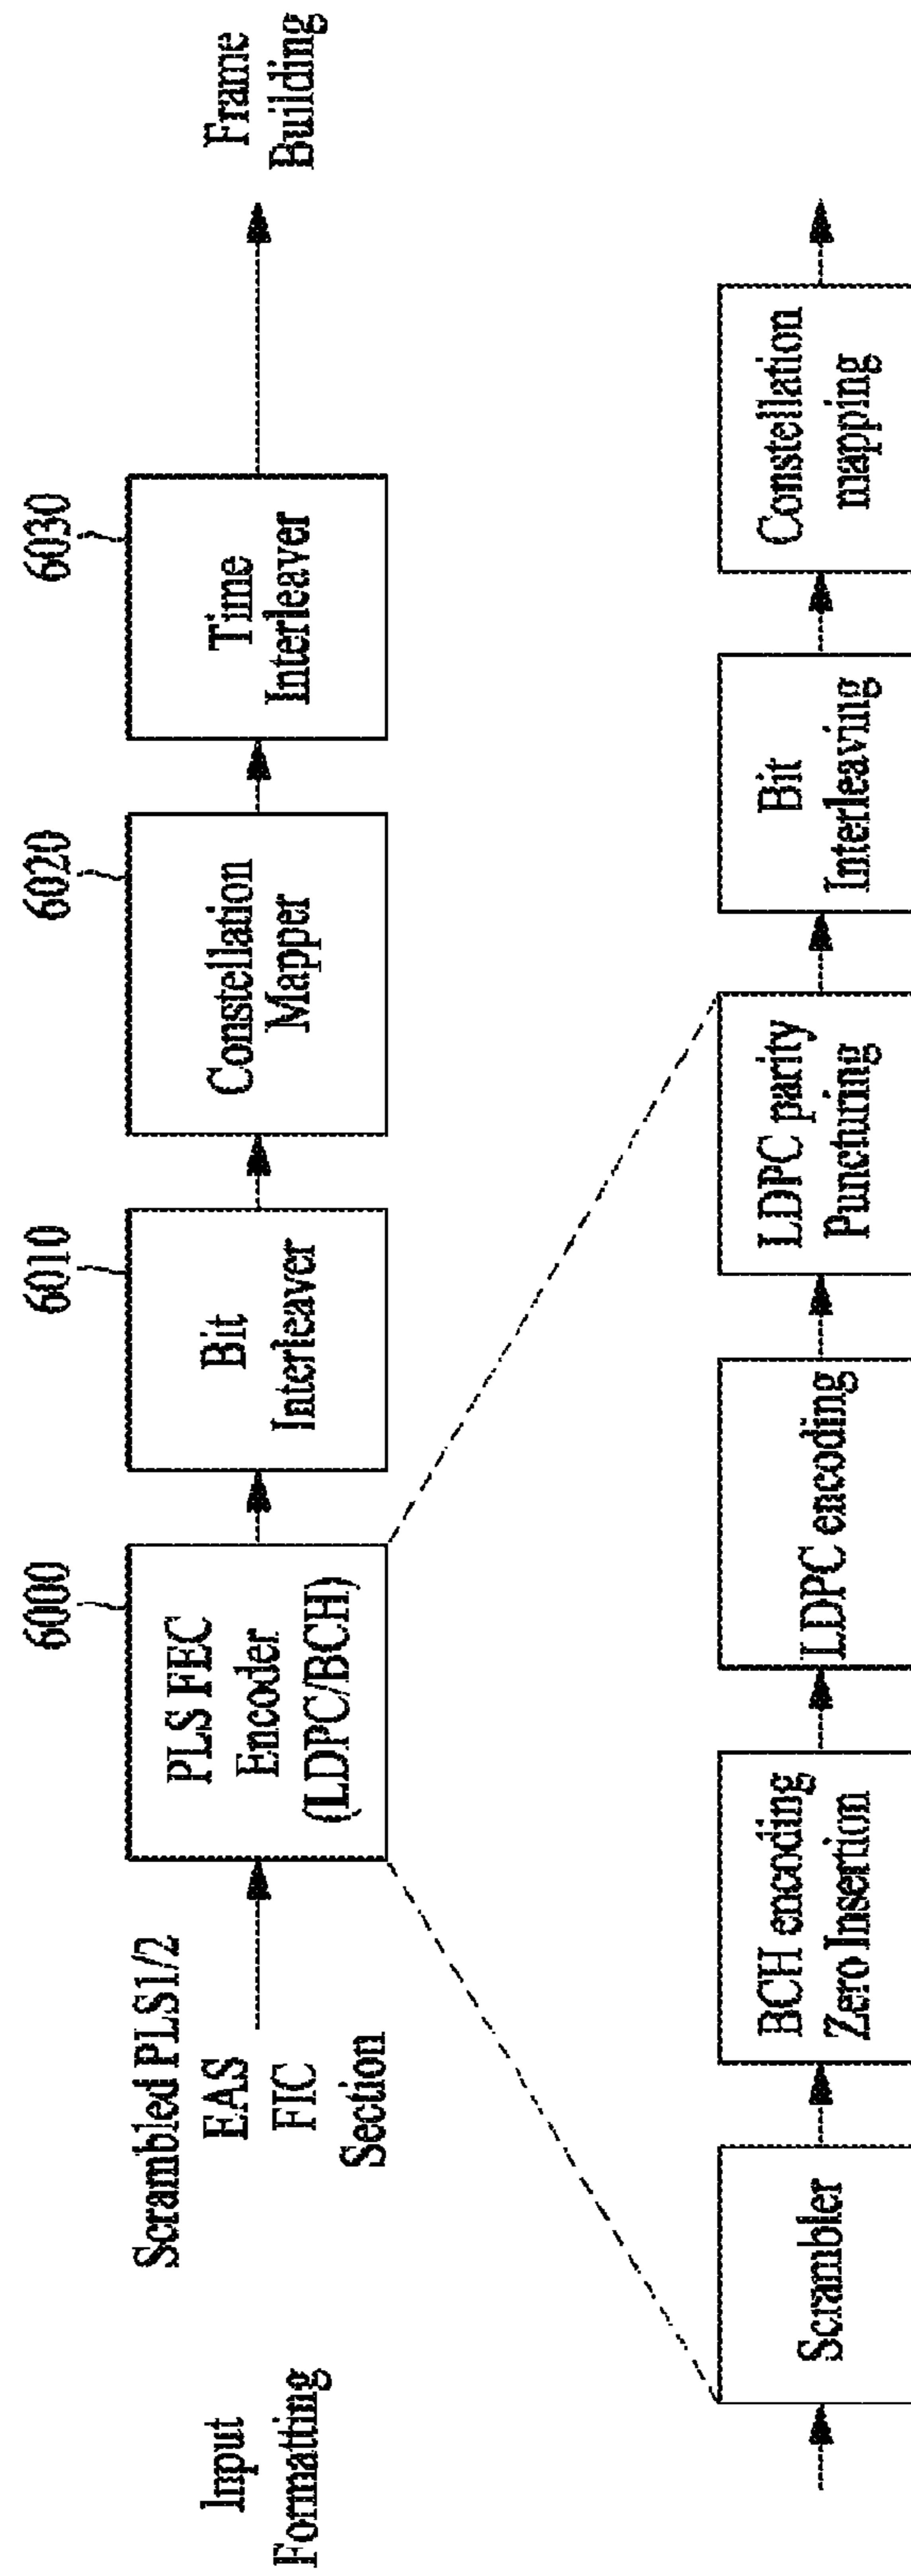 Input
Formatting
Scrambled PLS1/2
EAS
FIC
Section
6000
PLS FEC
Encoder
(LDPC/BCH)
6010
Bit
Interleaver
6020
Constellation
Mapper
6030
Time
Interleaver
Frame
Building
Scrambler
BCH encoding
Zero Insertion
LDPC encoding
LDPC parity
Puncturing
Bit
Interleaving
Constellation
mapping